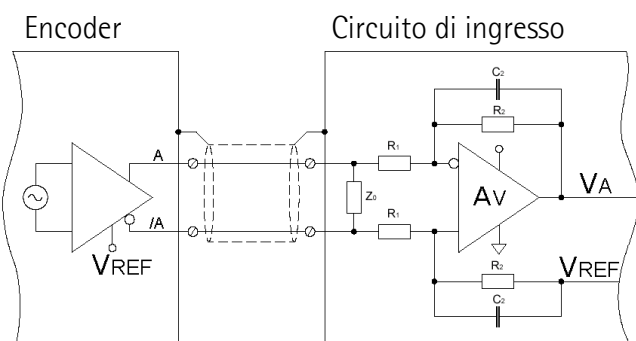 Encoder
Circuito di ingresso
C2
R2
A
R1
Z0
AV
VA
/A
R1
VREF
VREF
R2
C2